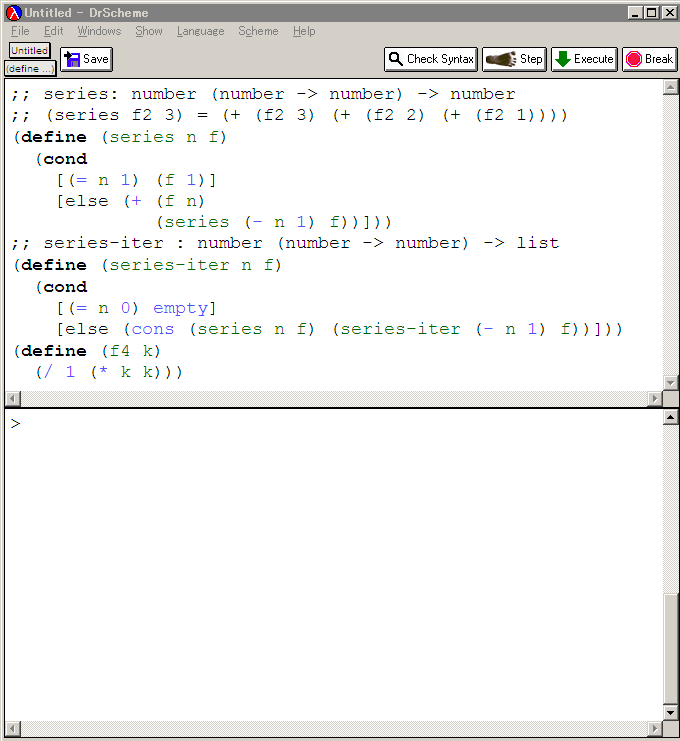 Untitled - DrScheme
File Edit Windows Show Language Scheme Help
Untitled
(define ...) Save Check Syntax Step Execute Break
;; series: number (number -> number) -> number
;; (series f2 3) = (+ (f2 3) (+ (f2 2) (+ (f2 1))))
(define (series n f)
  (cond
    [(= n 1) (f 1)]
    [else (+ (f n)
             (series (- n 1) f))]))
;; series-iter : number (number -> number) -> list
(define (series-iter n f)
  (cond
    [(= n 0) empty]
    [else (cons (series n f) (series-iter (- n 1) f))]))
(define (f4 k)
  (/ 1 (* k k)))
>